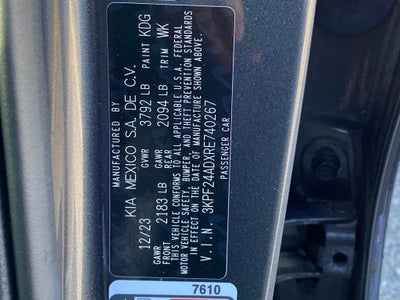 MANUFACTURED BY
KIA MEXICO S.A. DE C.V.
12/23 GVWR 3792 LB PAINT KDG
GAWR FRONT 2183 LB GAWR REAR 2094 LB TRIM WK
THIS VEHICLE CONFORMS TO ALL APPLICABLE U.S.A. FEDERAL
MOTOR VEHICLE SAFETY, BUMPER, AND THEFT PREVENTION STANDARDS
IN EFFECT ON THE DATE OF MANUFACTURE SHOWN ABOVE.
V.I.N. 3KPF24ADXRE740267
PASSENGER CAR
7610